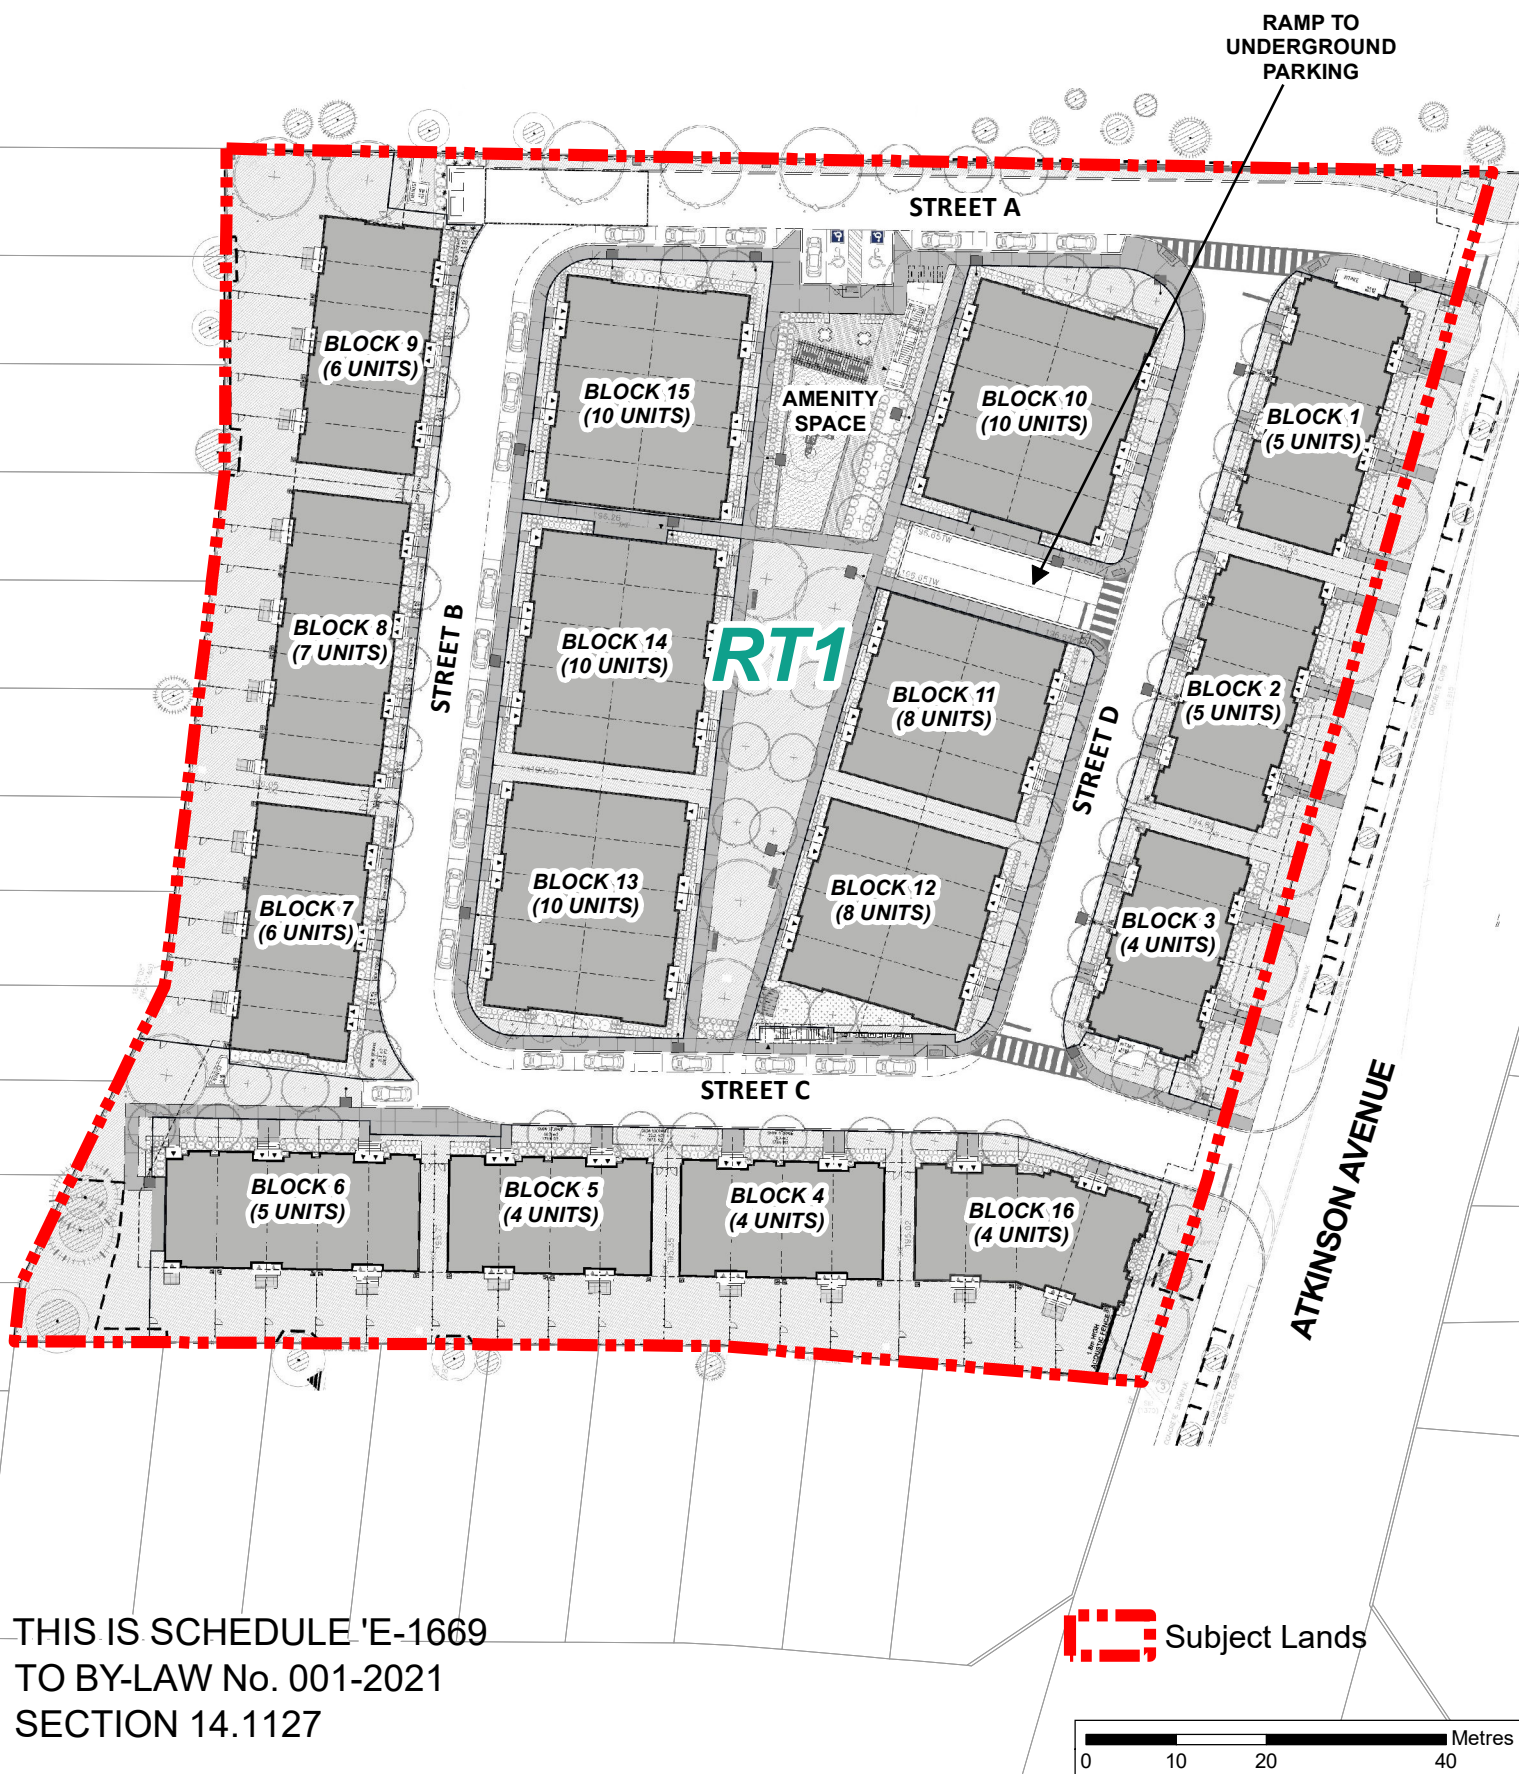 RAMP TO
UNDERGROUND
PARKING
STREET A
BLOCK 9
(6 UNITS)
BLOCK 15
(10 UNITS)
AMENITY
SPACE
BLOCK 10
(10 UNITS)
BLOCK 1
(5 UNITS)
BLOCK 8
(7 UNITS)
STREET B
BLOCK 14
(10 UNITS)
RT1
BLOCK 11
(8 UNITS)
STREET D
BLOCK 2
(5 UNITS)
BLOCK 7
(6 UNITS)
BLOCK 13
(10 UNITS)
BLOCK 12
(8 UNITS)
BLOCK 3
(4 UNITS)
STREET C
ATKINSON AVENUE
BLOCK 6
(5 UNITS)
BLOCK 5
(4 UNITS)
BLOCK 4
(4 UNITS)
BLOCK 16
(4 UNITS)
1.8m HIGH
ACOUSTIC FENCE
THIS IS SCHEDULE 'E-1669
TO BY-LAW No. 001-2021
SECTION 14.1127
Subject Lands
Metres
0 10 20 40